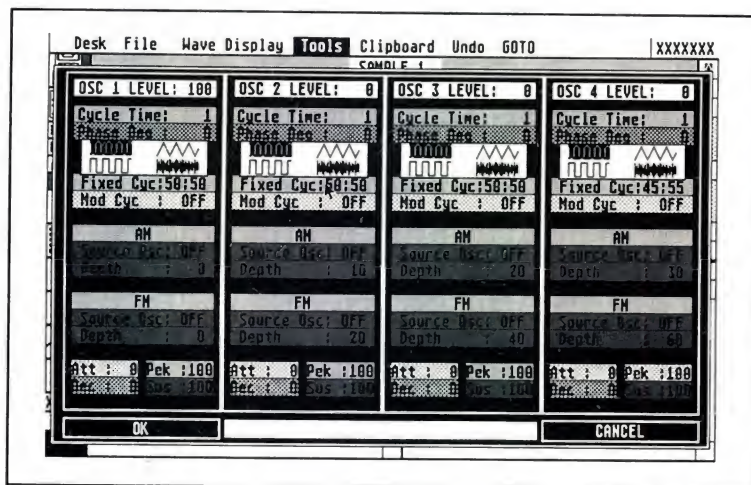 Desk File Wave Display Tools Clipboard Undo GOTO XXXXXXX
SAMPLE 1
OSC 1 LEVEL: 100
Cycle Time: 1
Phase Deg : 0
Fixed Cyc:50:50
Mod Cyc : OFF
AM
Source Osc: OFF
Depth : 0
FM
Source Osc: OFF
Depth : 0
Att : 0 Pek :100
Dec : 0 Sus :100
OSC 2 LEVEL: 0
Cycle Time: 1
Phase Deg : 0
Fixed Cyc:50:50
Mod Cyc : OFF
AM
Source Osc: OFF
Depth : 10
FM
Source Osc: OFF
Depth : 20
Att : 0 Pek :100
Dec : 0 Sus :100
OSC 3 LEVEL: 0
Cycle Time: 1
Phase Deg : 0
Fixed Cyc:50:50
Mod Cyc : OFF
AM
Source Osc: OFF
Depth 20
FM
Source Osc: OFF
Depth : 40
Att : 0 Pek :100
Dec : 0 Sus :100
OSC 4 LEVEL: 0
Cycle Time: 1
Phase Deg : 0
Fixed Cyc:45:55
Mod Cyc : OFF
AM
Source Osc: OFF
Depth : 30
FM
Source Osc: OFF
Depth : 60
Att : 0 Pek :100
Dec : 0 Sus :100
OK
CANCEL